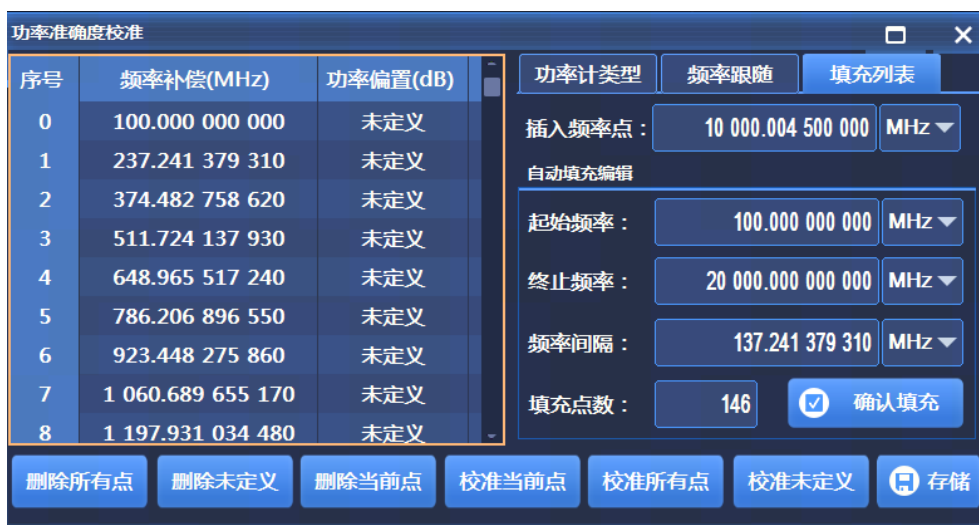 功率准确度校准
序号 频率补偿(MHz) 功率偏置(dB)
0 100.000 000 000 未定义
1 237.241 379 310 未定义
2 374.482 758 620 未定义
3 511.724 137 930 未定义
4 648.965 517 240 未定义
5 786.206 896 550 未定义
6 923.448 275 860 未定义
7 1 060.689 655 170 未定义
8 1 197.931 034 480 未定义
功率计类型 频率跟随 填充列表
插入频率点： 10 000.004 500 000 MHz
自动填充编辑
起始频率： 100.000 000 000 MHz
终止频率： 20 000.000 000 000 MHz
频率间隔： 137.241 379 310 MHz
填充点数： 146 确认填充
删除所有点 删除未定义 删除当前点 校准当前点 校准所有点 校准未定义 存储